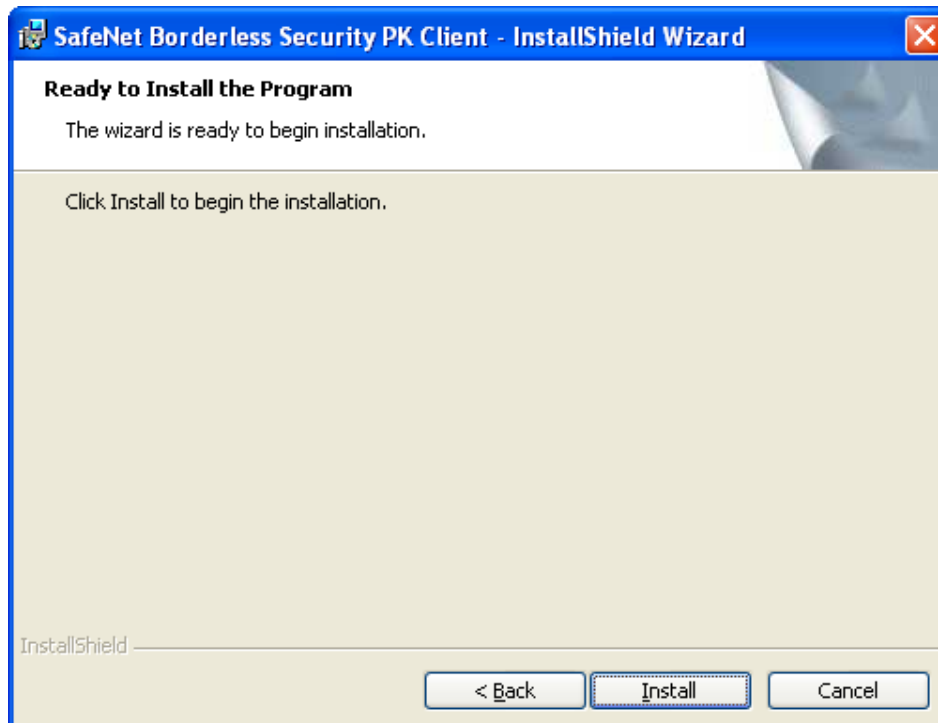 SafeNet Borderless Security PK Client - InstallShield Wizard
Ready to Install the Program
The wizard is ready to begin installation.
Click Install to begin the installation.
InstallShield
< Back Install Cancel